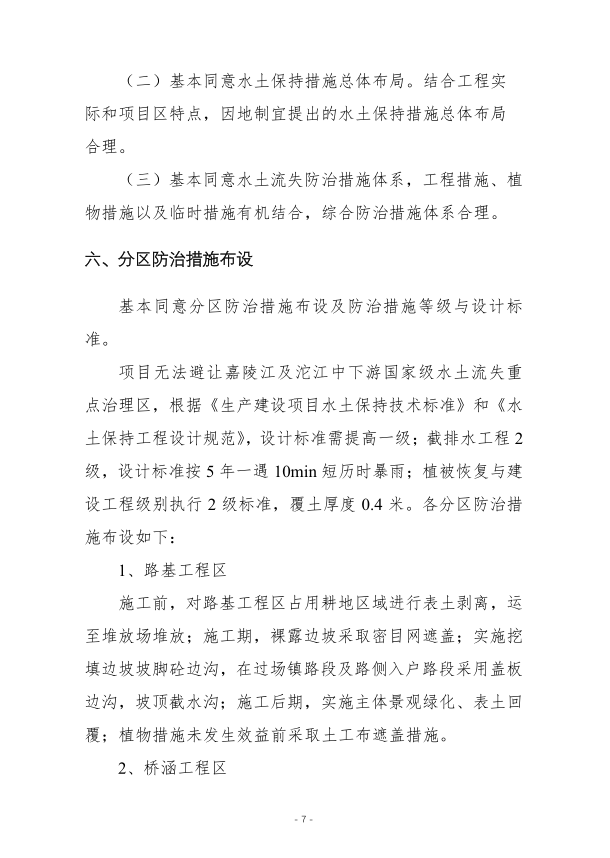 （二）基本同意水土保持措施总体布局。结合工程实
际和项目区特点，因地制宜提出的水土保持措施总体布局
合理。
（三）基本同意水土流失防治措施体系，工程措施、植
物措施以及临时措施有机结合，综合防治措施体系合理。
六、分区防治措施布设
基本同意分区防治措施布设及防治措施等级与设计标
准。
项目无法避让嘉陵江及沱江中下游国家级水土流失重
点治理区，根据《生产建设项目水土保持技术标准》和《水
土保持工程设计规范》，设计标准需提高一级；截排水工程 2
级，设计标准按 5 年一遇 10min 短历时暴雨；植被恢复与建
设工程级别执行 2 级标准，覆土厚度 0.4 米。各分区防治措
施布设如下：
1、路基工程区
施工前，对路基工程区占用耕地区域进行表土剥离，运
至堆放场堆放；施工期，裸露边坡采取密目网遮盖；实施挖
填边坡坡脚砼边沟，在过场镇路段及路侧入户路段采用盖板
边沟，坡顶截水沟；施工后期，实施主体景观绿化、表土回
覆；植物措施未发生效益前采取土工布遮盖措施。
2、桥涵工程区
- 7 -